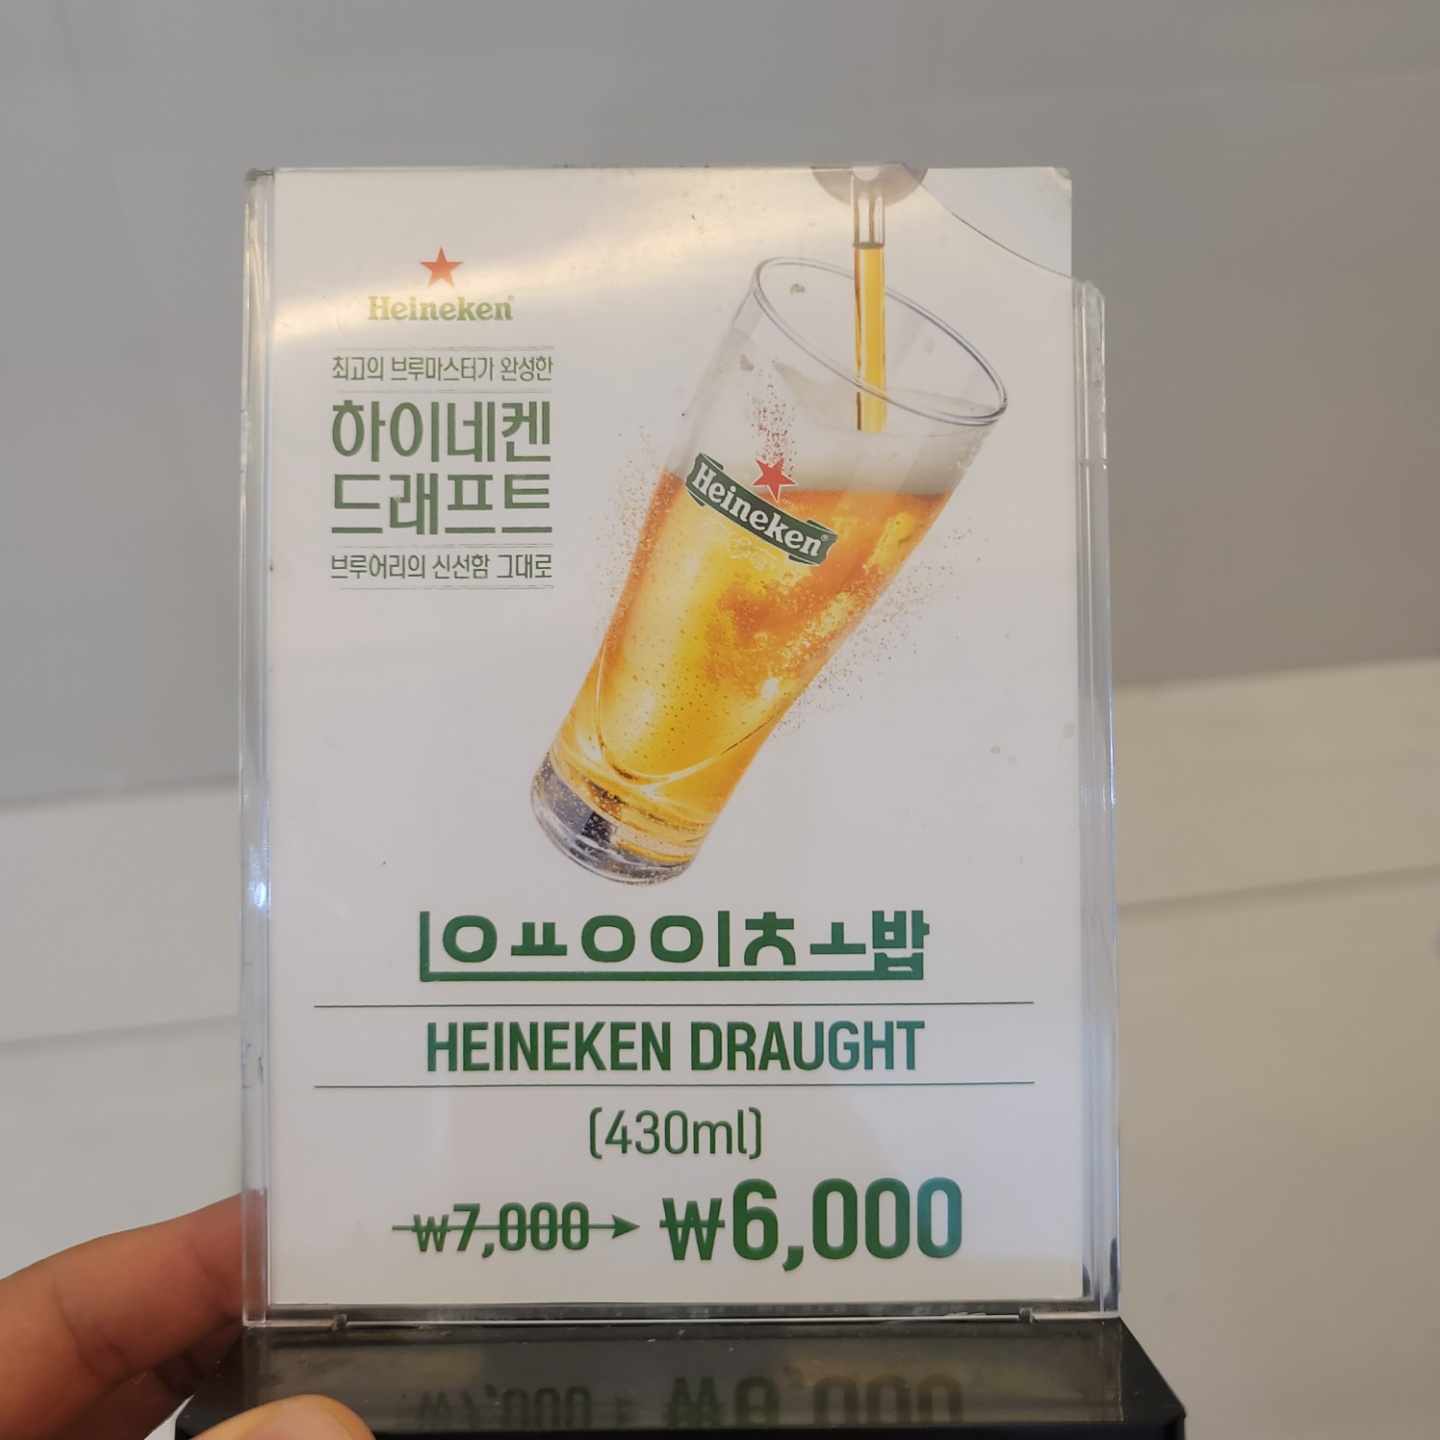 Heineken
최고의 브루마스터가 완성한
하이네켄
드래프트
브루어리의 신선함 그대로
Heineken
HEINEKEN DRAUGHT
(430ml)
₩7,000 → ₩6,000